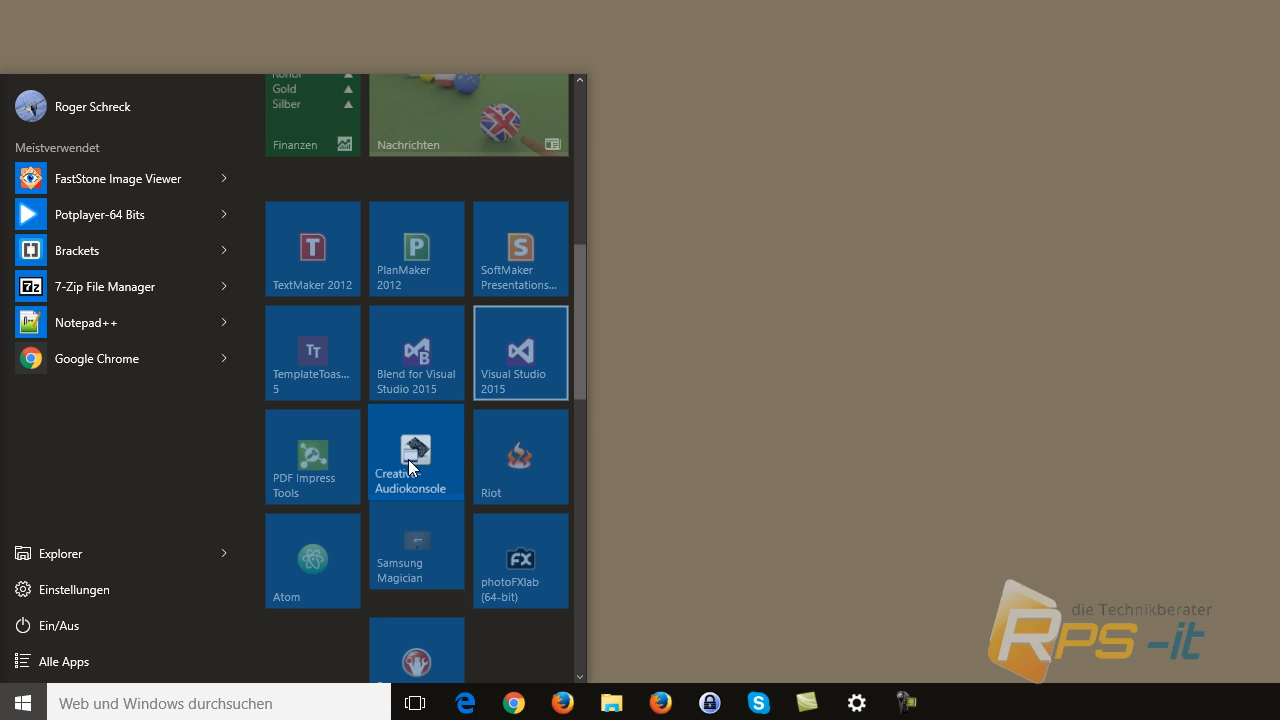 Roger Schreck
Meistverwendet
FastStone Image Viewer
Potplayer-64 Bits
Brackets
7z
7-Zip File Manager
Notepad++
Google Chrome
Explorer
Einstellungen
Ein/Aus
Alle Apps
Gold
Silber
Finanzen
Nachrichten
T
TextMaker 2012
P
PlanMaker
2012
S
SoftMaker
Presentations...
TT
TemplateToas...
5
B
Blend for Visual
Studio 2015
Visual Studio
2015
PDF Impress
Tools
Creative-
Audiokonsole
Riot
Atom
Samsung
Magician
FX
photoFXlab
(64-bit)
Web und Windows durchsuchen
die Technikberater
RPS-it